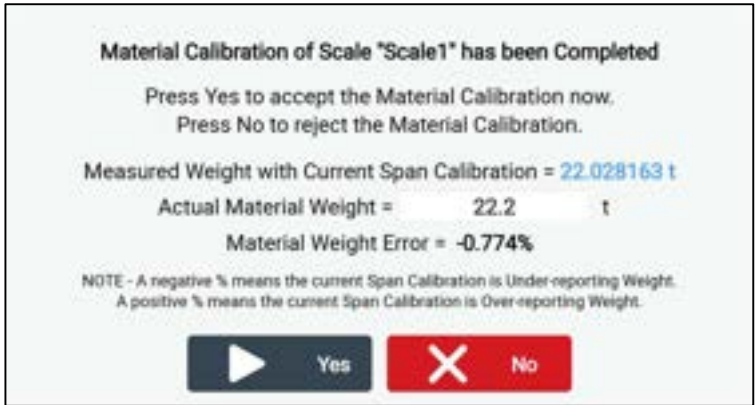 Material Calibration of Scale "Scale1" has been Completed
Press Yes to accept the Material Calibration now.
Press No to reject the Material Calibration.
Measured Weight with Current Span Calibration = 22.028163 t
Actual Material Weight = 22.2 t
Material Weight Error = -0.774%
NOTE - A negative % means the current Span Calibration is Under-reporting Weight.
A positive % means the current Span Calibration is Over-reporting Weight.
Yes No